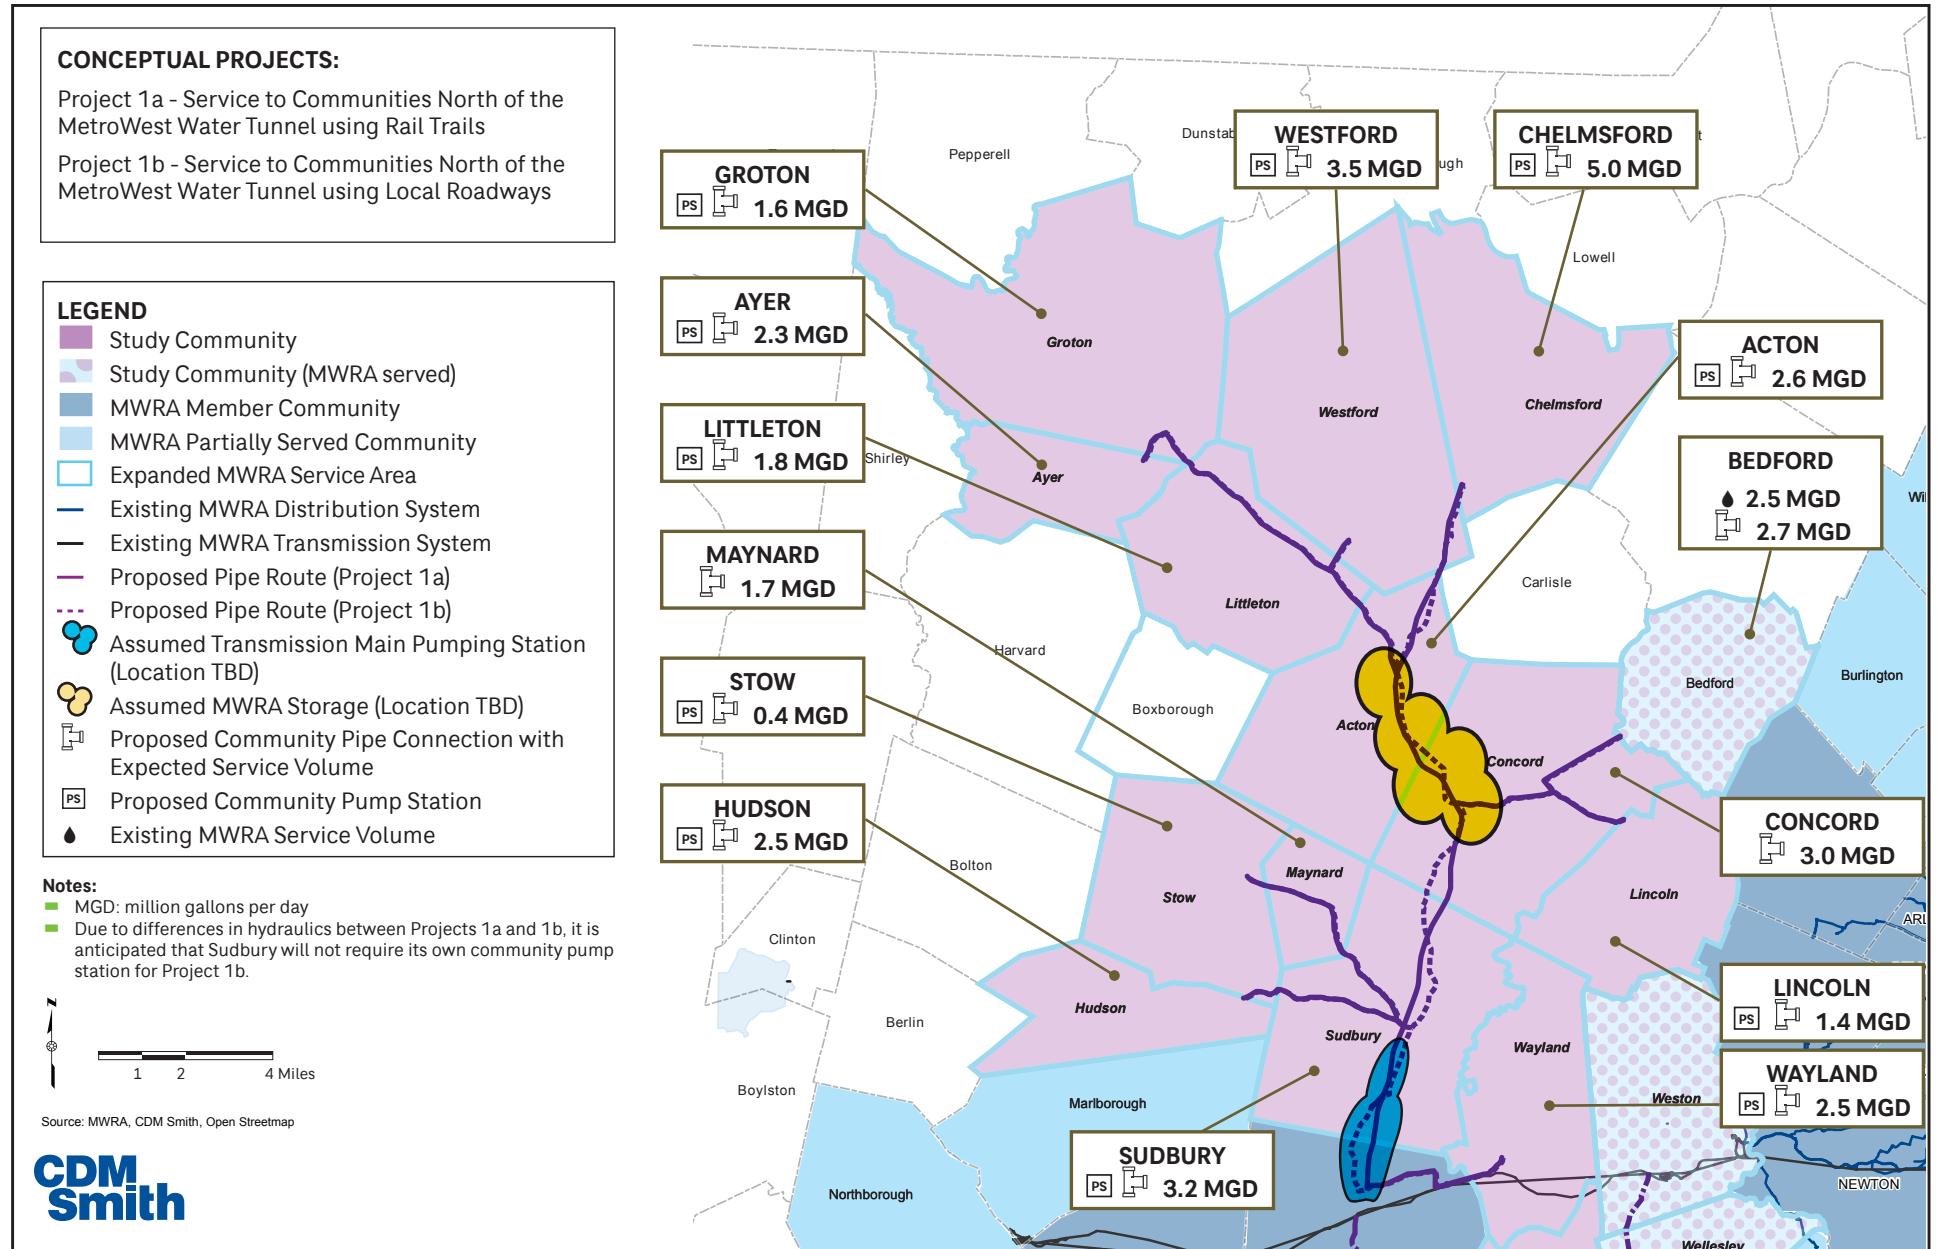 CONCEPTUAL PROJECTS:
Project 1a - Service to Communities North of the
MetroWest Water Tunnel using Rail Trails
Project 1b - Service to Communities North of the
MetroWest Water Tunnel using Local Roadways
LEGEND
Study Community
Study Community (MWRA served)
MWRA Member Community
MWRA Partially Served Community
Expanded MWRA Service Area
Existing MWRA Distribution System
Existing MWRA Transmission System
Proposed Pipe Route (Project 1a)
Proposed Pipe Route (Project 1b)
Assumed Transmission Main Pumping Station
(Location TBD)
Assumed MWRA Storage (Location TBD)
Proposed Community Pipe Connection with
Expected Service Volume
PS Proposed Community Pump Station
Existing MWRA Service Volume
Notes:
MGD: million gallons per day
Due to differences in hydraulics between Projects 1a and 1b, it is
anticipated that Sudbury will not require its own community pump
station for Project 1b.
N
1 2 4 Miles
Source: MWRA, CDM Smith, Open Streetmap
CDM
Smith
GROTON
PS 1.6 MGD
AYER
PS 2.3 MGD
LITTLETON
PS 1.8 MGD
MAYNARD
1.7 MGD
STOW
PS 0.4 MGD
HUDSON
PS 2.5 MGD
WESTFORD
PS 3.5 MGD
CHELMSFORD
PS 5.0 MGD
ACTON
PS 2.6 MGD
BEDFORD
2.5 MGD
2.7 MGD
CONCORD
3.0 MGD
LINCOLN
PS 1.4 MGD
WAYLAND
PS 2.5 MGD
SUDBURY
PS 3.2 MGD
Pepperell
Dunstab
ugh
t
Lowell
Groton
Westford
Chelmsford
Shirley
Ayer
Wil
Littleton
Carlisle
Harvard
Boxborough
Acton
Concord
Bedford
Burlington
Bolton
Stow
Maynard
Lincoln
ARL
Clinton
Hudson
Berlin
Sudbury
Wayland
Weston
Boylston
Marlborough
Northborough
NEWTON
Wellesley